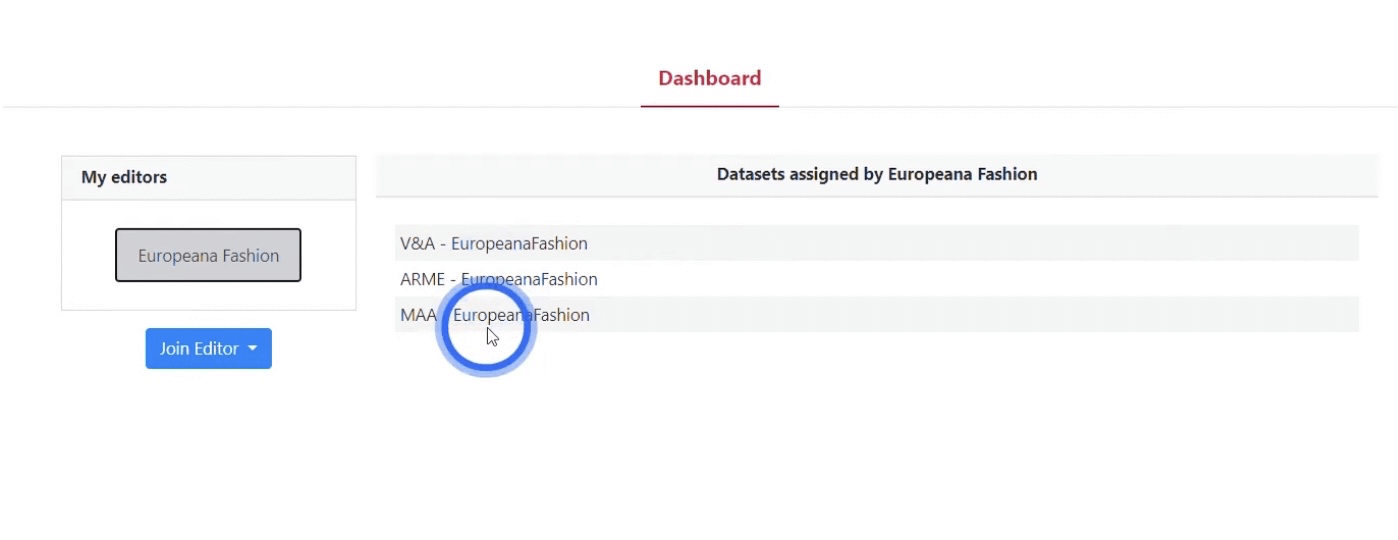 Dashboard
My editors
Europeana Fashion
Join Editor
Datasets assigned by Europeana Fashion
V&A - EuropeanaFashion
ARME - EuropeanaFashion
MAA - EuropeanaFashion